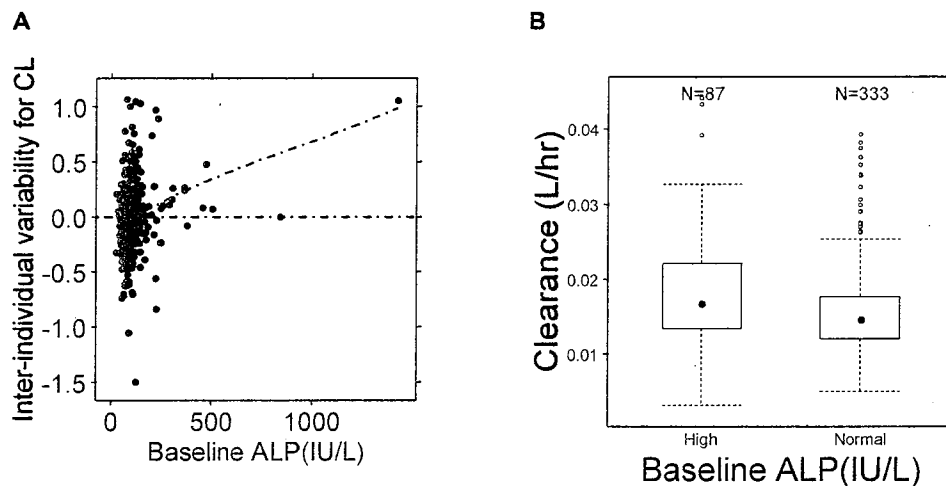 A
Inter-individual variability for CL
1.0
0.5
0.0
-0.5
-1.0
-1.5
0
500
1000
Baseline ALP(IU/L)
B
Clearance (L/hr)
N=87
N=333
0.04
0.03
0.02
0.01
High
Normal
Baseline ALP(IU/L)